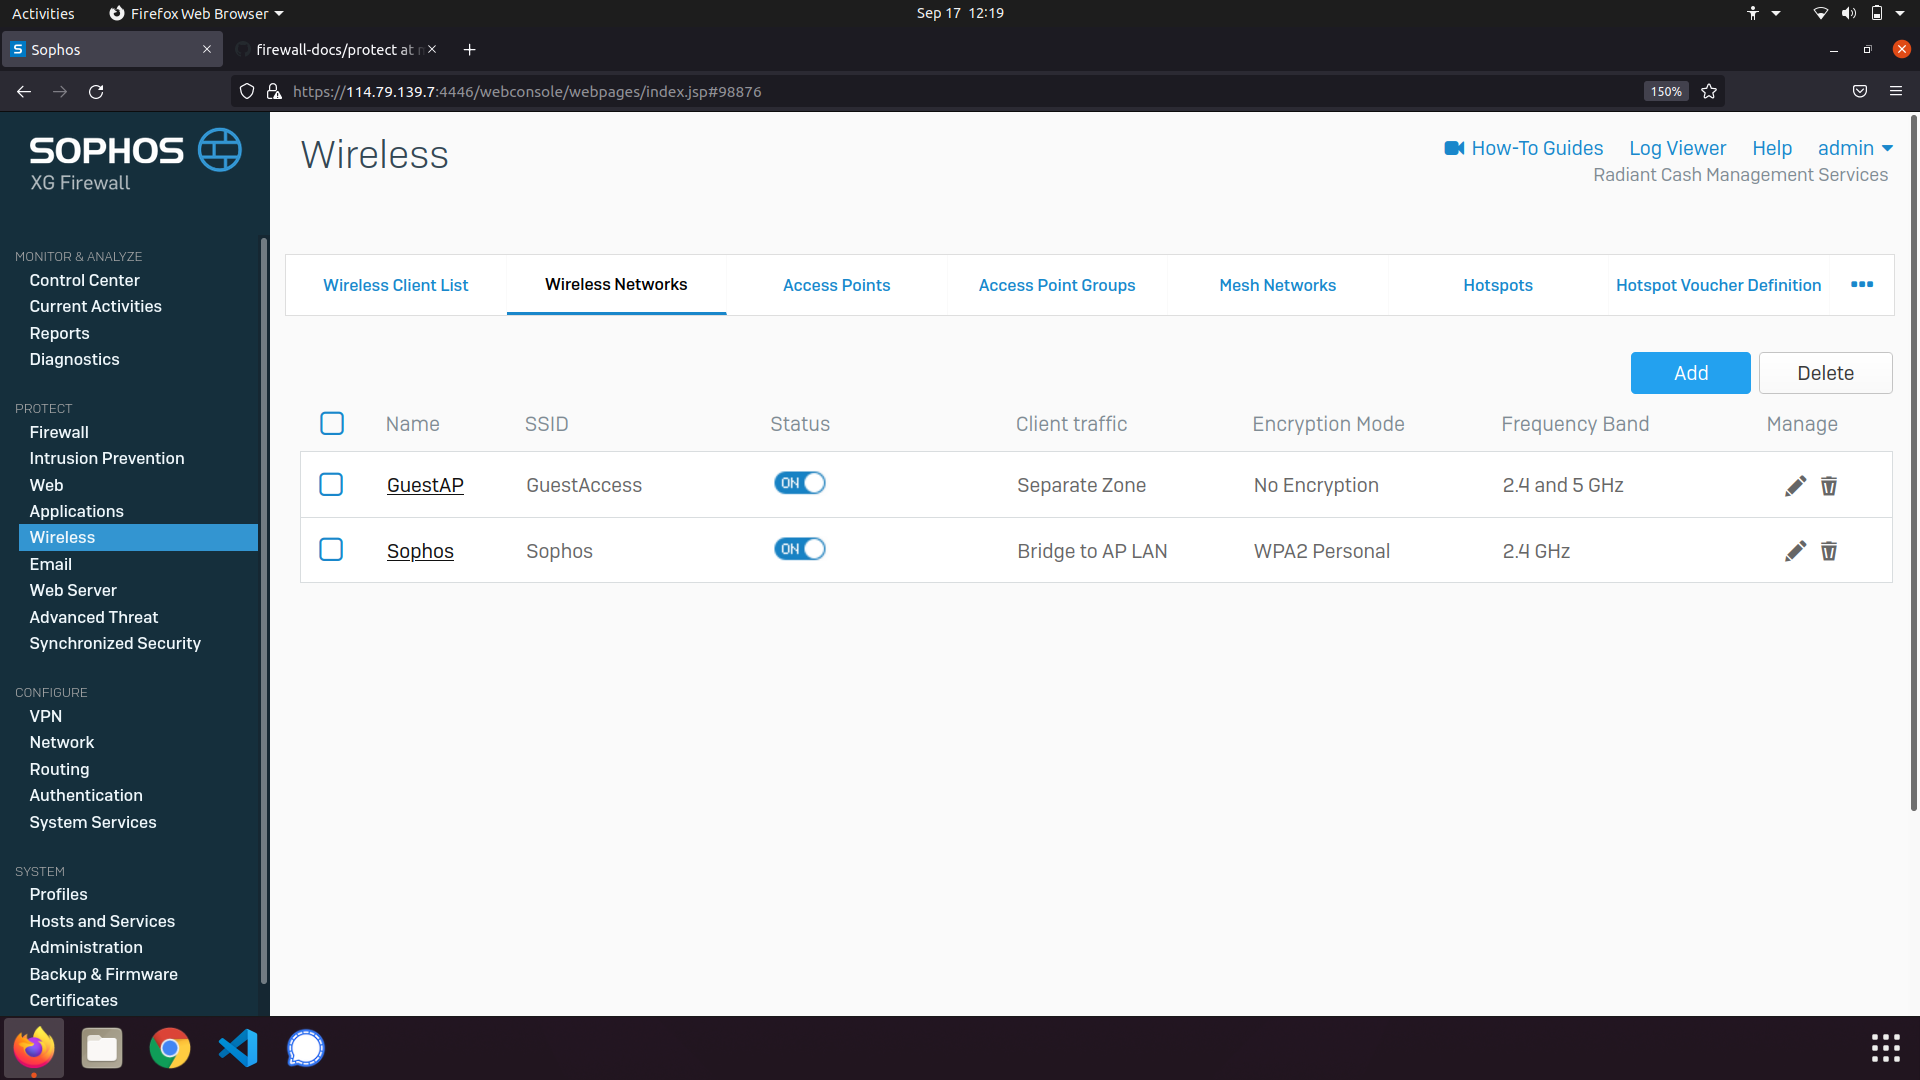 Activities
Firefox Web Browser
Sep 17 12:19
Sophos
firewall-docs/protect at
https://114.79.139.7:4446/webconsole/webpages/index.jsp#98876
150%
SOPHOS
XG Firewall
Wireless
How-To Guides
Log Viewer
Help
admin
Radiant Cash Management Services
MONITOR & ANALYZE
Control Center
Current Activities
Reports
Diagnostics
PROTECT
Firewall
Intrusion Prevention
Web
Applications
Wireless
Email
Web Server
Advanced Threat
Synchronized Security
CONFIGURE
VPN
Network
Routing
Authentication
System Services
SYSTEM
Profiles
Hosts and Services
Administration
Backup & Firmware
Certificates
Wireless Client List
Wireless Networks
Access Points
Access Point Groups
Mesh Networks
Hotspots
Hotspot Voucher Definition
Add
Delete
Name SSID Status Client traffic Encryption Mode Frequency Band Manage
GuestAP GuestAccess ON Separate Zone No Encryption 2.4 and 5 GHz
Sophos Sophos ON Bridge to AP LAN WPA2 Personal 2.4 GHz